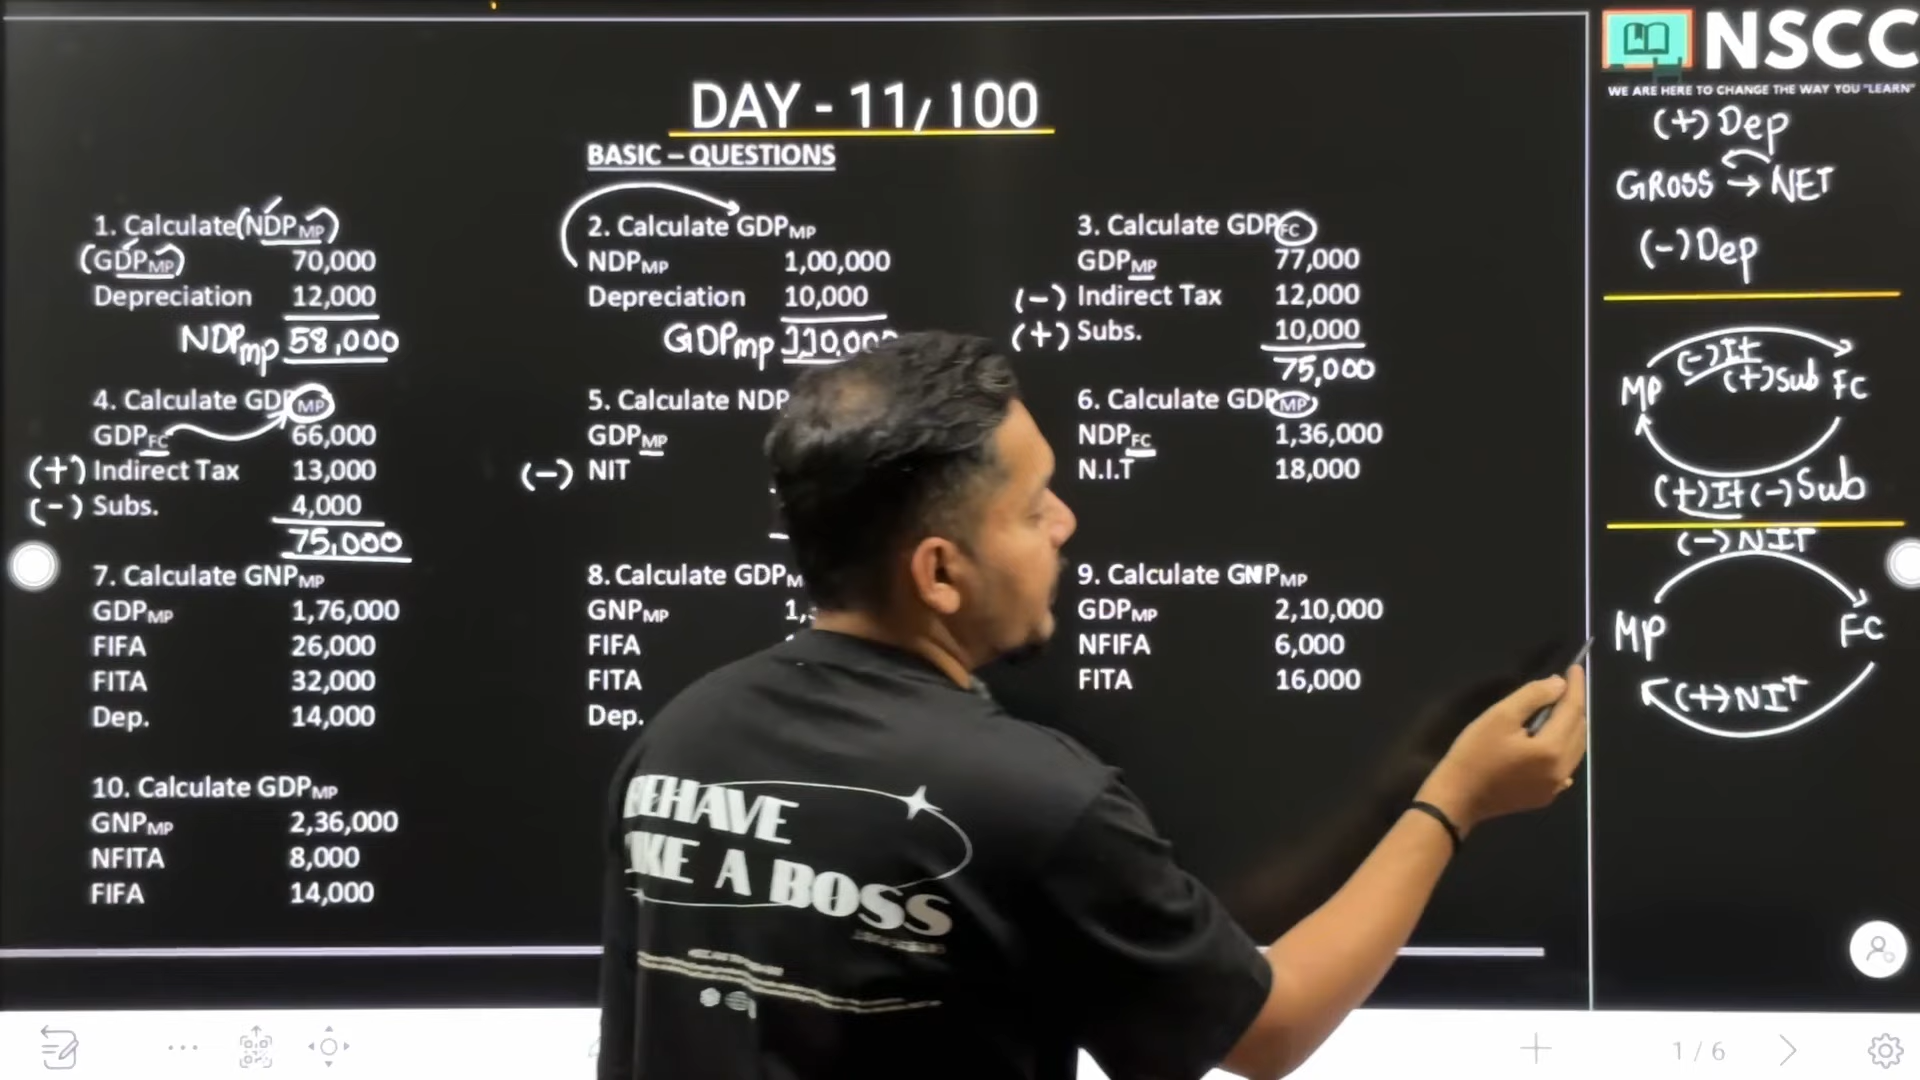 NSCC
WE ARE HERE TO CHANGE THE WAY YOU "LEARN"
DAY - 11/100
BASIC – QUESTIONS
1. Calculate (NDPMP)
(GDPMP) 70,000
Depreciation 12,000
NDPmp 58,000
2. Calculate GDPMP
NDPMP 1,00,000
Depreciation 10,000
GDPmp 110,000
3. Calculate GDPFC
GDPMP 77,000
(-) Indirect Tax 12,000
(+) Subs. 10,000
75,000
4. Calculate GDPMP
GDPFC 66,000
(+) Indirect Tax 13,000
(-) Subs. 4,000
75,000
5. Calculate NDP
GDPMP
(-) NIT
6. Calculate GDPMP
NDPFC 1,36,000
N.I.T 18,000
7. Calculate GNPMP
GDPMP 1,76,000
FIFA 26,000
FITA 32,000
Dep. 14,000
8. Calculate GDPM
GNPMP
FIFA
FITA
Dep.
9. Calculate GNPMP
GDPMP 2,10,000
NFIFA 6,000
FITA 16,000
10. Calculate GDPMP
GNPMP 2,36,000
NFITA 8,000
FIFA 14,000
(+) Dep
GROSS → NET
(-) Dep
(-) It
(+) Sub
MP FC
(+) It (-) Sub
(-) NIT
MP FC
(+) NIT
BEHAVE
LIKE A BOSS
1 / 6